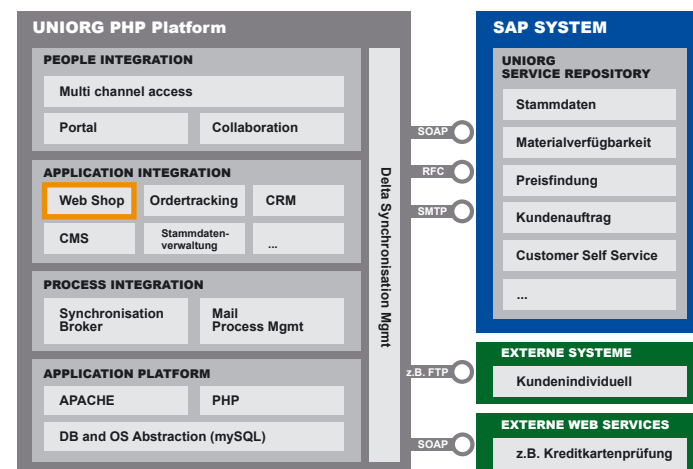 UNIORG PHP Platform
PEOPLE INTEGRATION
Multi channel access
Portal
Collaboration
APPLICATION INTEGRATION
Web Shop
Ordertracking
CRM
CMS
Stammdaten-
verwaltung
...
PROCESS INTEGRATION
Synchronisation
Broker
Mail
Process Mgmt
APPLICATION PLATFORM
APACHE
PHP
DB and OS Abstraction (mySQL)
Delta Synchronisation Mgmt
SOAP
RFC
SMTP
z.B. FTP
SOAP
SAP SYSTEM
UNIORG
SERVICE REPOSITORY
Stammdaten
Materialverfügbarkeit
Preisfindung
Kundenauftrag
Customer Self Service
...
EXTERNE SYSTEME
Kundenindividuell
EXTERNE WEB SERVICES
z.B. Kreditkartenprüfung